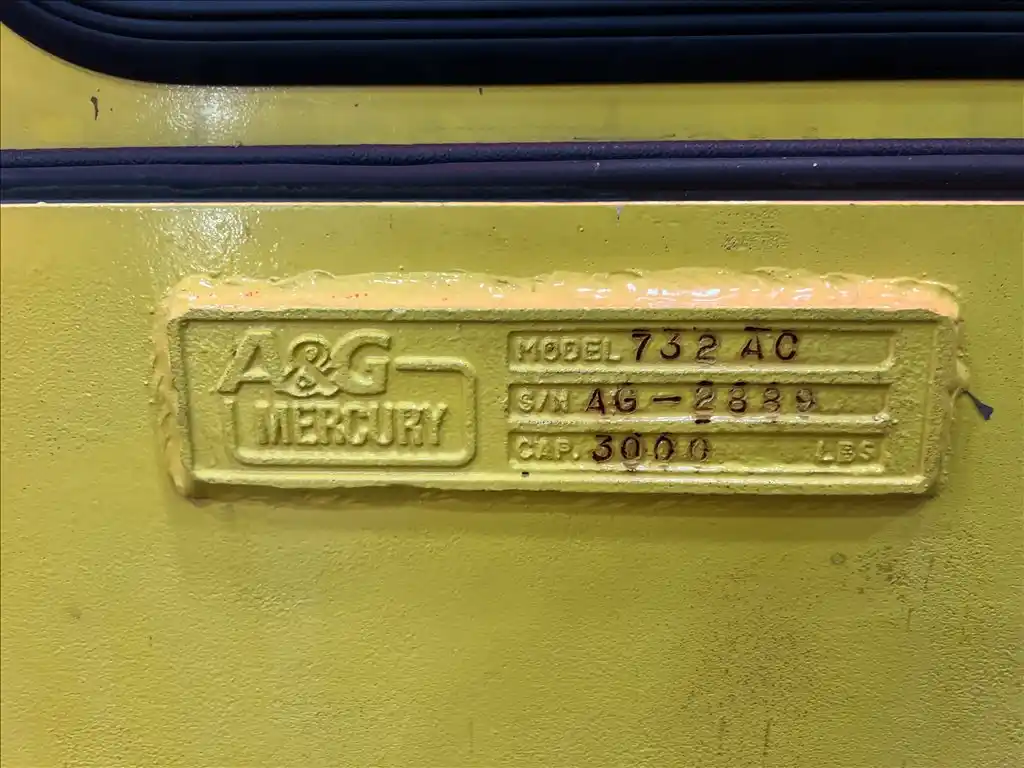 A&G
MERCURY
MODEL 732 AC
S/N AG-2889
CAP. 3000 LBS